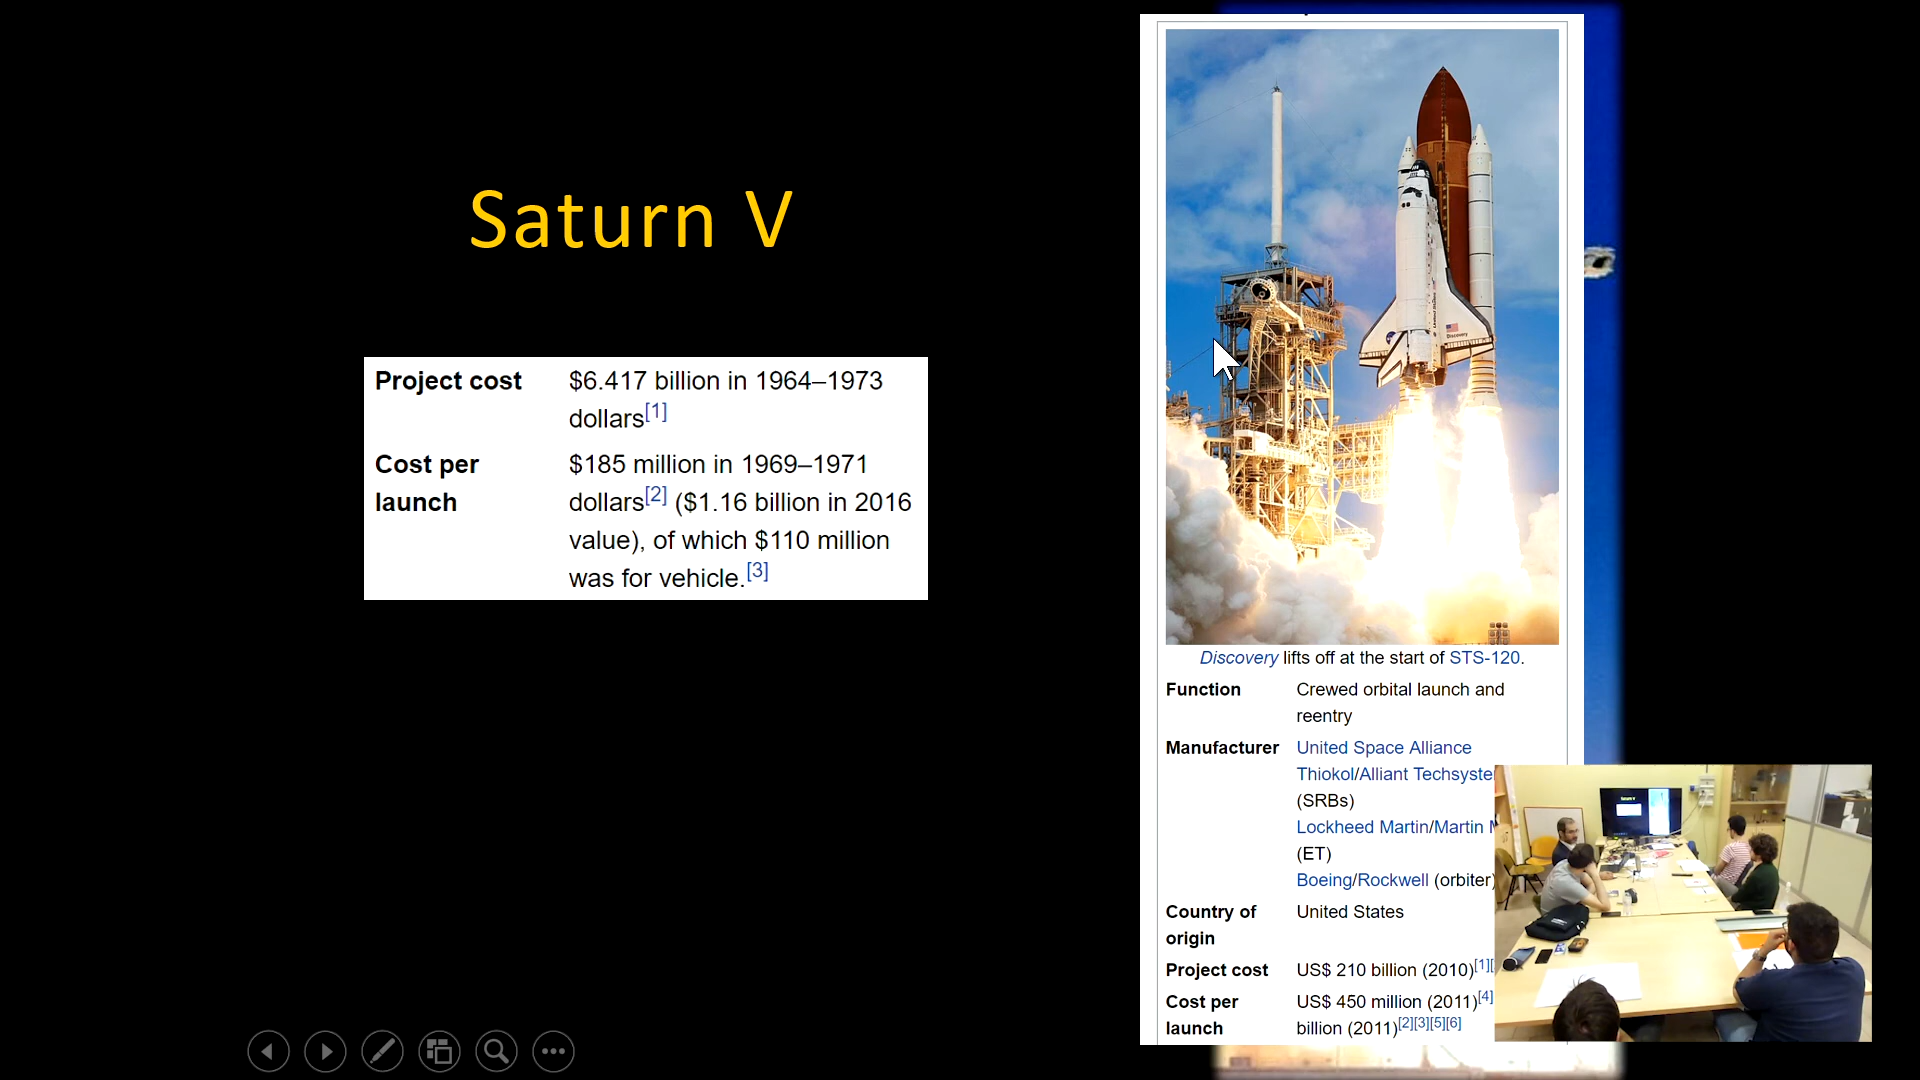 Saturn V
Project cost $6.417 billion in 1964–1973
dollars[1]
Cost per $185 million in 1969–1971
launch dollars[2] ($1.16 billion in 2016
value), of which $110 million
was for vehicle.[3]
Discovery lifts off at the start of STS-120.
Function Crewed orbital launch and
reentry
Manufacturer United Space Alliance
Thiokol/Alliant
(SRBs)
Lockheed Martin/Martin
(ET)
Boeing/Rockwell (orbiter)
Country of United States
origin
Project cost US$ 210 billion (2010)[1][
Cost per US$ 450 million (2011)[4]
launch billion (2011)[2][3][5][6]
Discovery
Saturn V